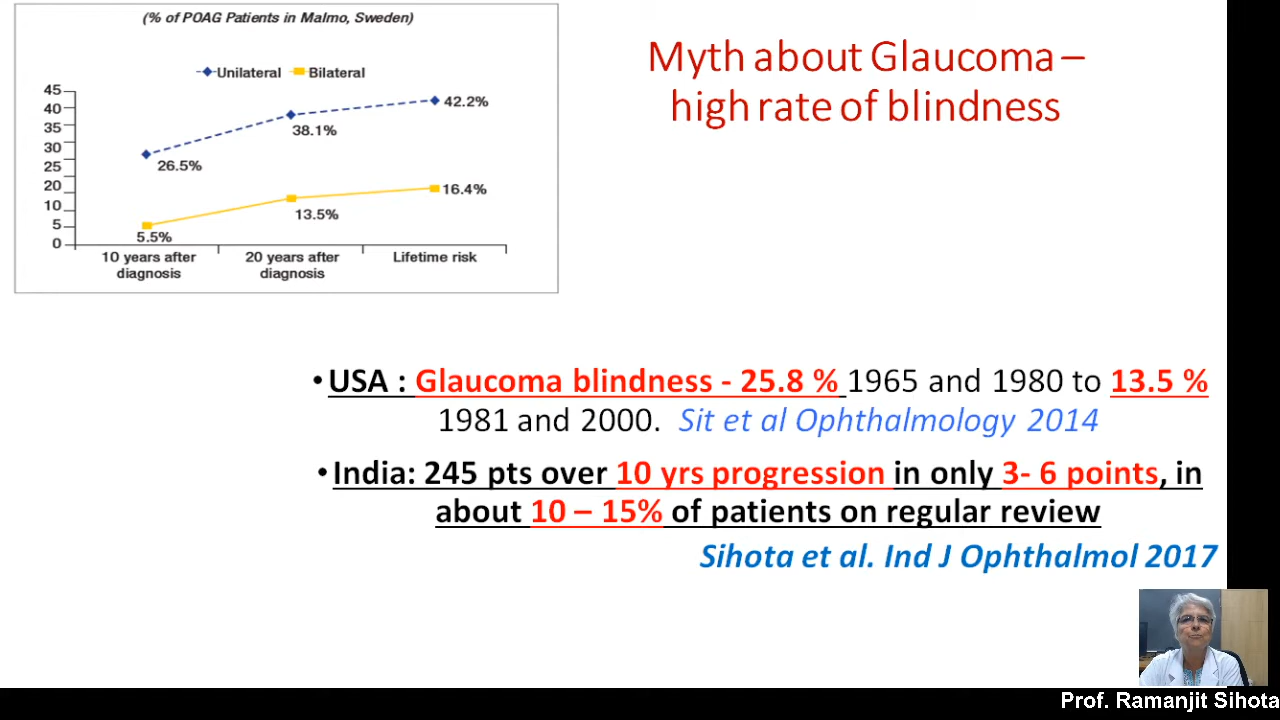 (% of POAG Patients in Malmo, Sweden)
Unilateral Bilateral
45
40
35
30
25
20
10
5
0
26.5%
38.1%
42.2%
5.5%
13.5%
16.4%
10 years after
diagnosis
20 years after
diagnosis
Lifetime risk
Myth about Glaucoma –
high rate of blindness
•USA : Glaucoma blindness - 25.8 % 1965 and 1980 to 13.5 %
1981 and 2000. Sit et al Ophthalmology 2014
•India: 245 pts over 10 yrs progression in only 3- 6 points, in
about 10 – 15% of patients on regular review
Sihota et al. Ind J Ophthalmol 2017
Prof. Ramanjit Sihota